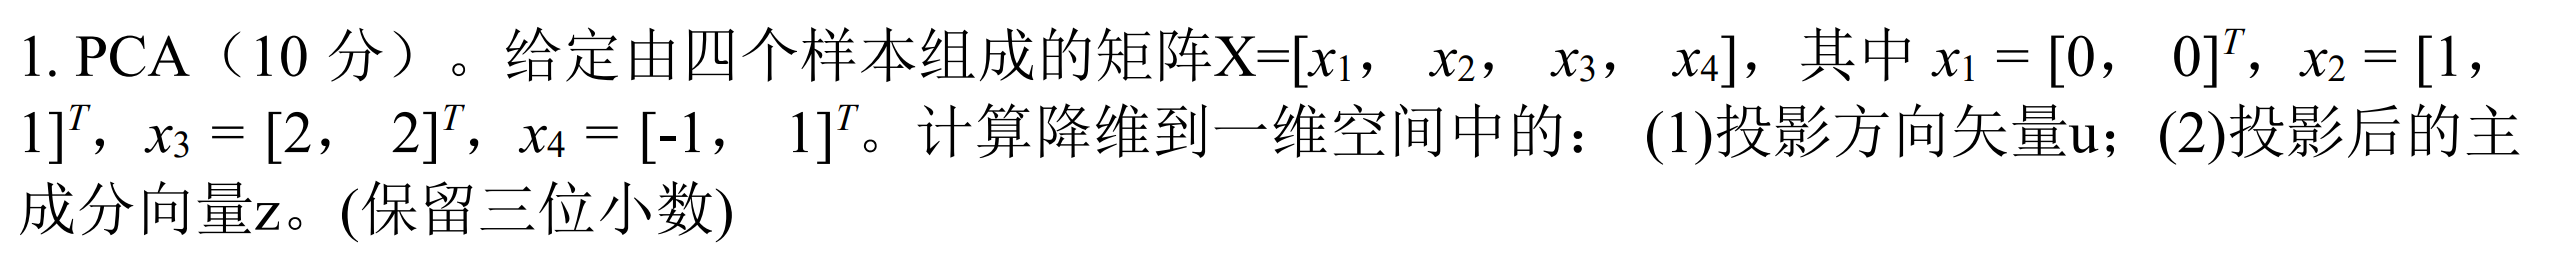 1. PCA（10 分）。给定由四个样本组成的矩阵X=[x₁， x₂， x₃， x₄]，其中 x₁ = [0， 0]ᵀ，x₂ = [1，
1]ᵀ，x₃ = [2， 2]ᵀ，x₄ = [-1， 1]ᵀ。计算降维到一维空间中的： (1)投影方向矢量u；(2)投影后的主
成分向量z。(保留三位小数)